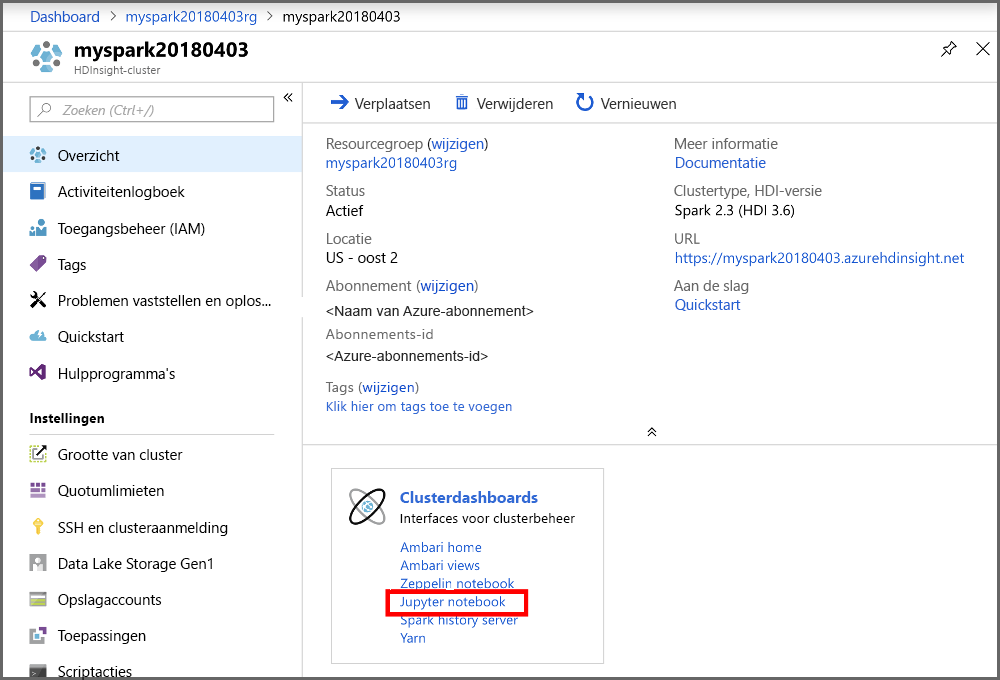 Dashboard > myspark20180403rg > myspark20180403
myspark20180403
HDInsight-cluster
Zoeken (Ctrl+/)
«
Overzicht
Activiteitenlogboek
Toegangsbeheer (IAM)
Tags
Problemen vaststellen en oplos...
Quickstart
Hulpprogramma's
Instellingen
Grootte van cluster
Quotumlimieten
SSH en clusteraanmelding
Data Lake Storage Gen1
Opslagaccounts
Toepassingen
Scriptacties
Verplaatsen Verwijderen Vernieuwen
Resourcegroep (wijzigen)
myspark20180403rg
Status
Actief
Locatie
US - oost 2
Abonnement (wijzigen)
<Naam van Azure-abonnement>
Abonnements-id
<Azure-abonnements-id>
Tags (wijzigen)
Klik hier om tags toe te voegen
Meer informatie
Documentatie
Clustertype, HDI-versie
Spark 2.3 (HDI 3.6)
URL
https://myspark20180403.azurehdinsight.net
Aan de slag
Quickstart
Clusterdashboards
Interfaces voor clusterbeheer
Ambari home
Ambari views
Zeppelin notebook
Jupyter notebook
Spark history server
Yarn